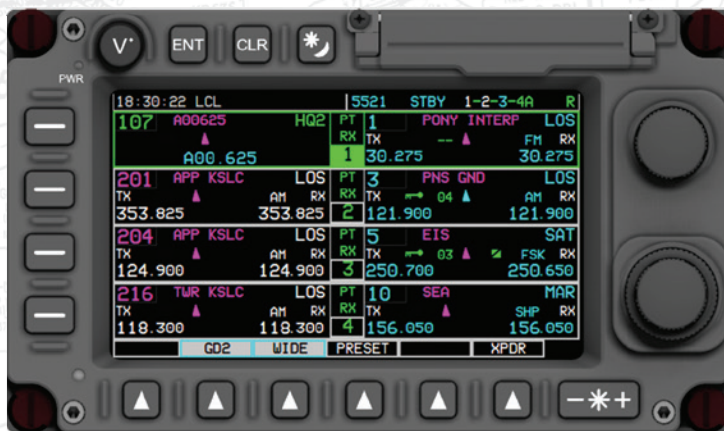 V
ENT
CLR
PWR
18:30:22 LCL 5521 STBY 1-2-3-4A R
107 A00625 HQ2 PT 1 PONY INTERP LOS
RX TX -- FM RX
A00.625 1 30.275 30.275
201 APP KSLC LOS PT 3 PNS GND LOS
TX AM RX RX TX 04 AM RX
353.825 353.825 2 121.900 121.900
204 APP KSLC LOS PT 5 EIS SAT
TX AM RX RX TX 03 FSK RX
124.900 124.900 3 250.700 250.650
216 TWR KSLC LOS PT 10 SEA MAR
TX AM RX RX TX SHP RX
118.300 118.300 4 156.050 156.050
GD2 WIDE PRESET XPDR
− +